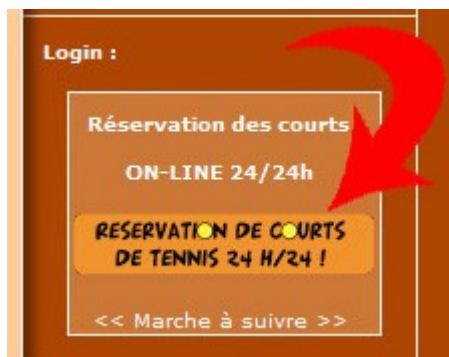 Login :
Réservation des courts
ON-LINE 24/24h
RESERVATION DE COURTS
DE TENNIS 24 H/24 !
<< Marche à suivre >>